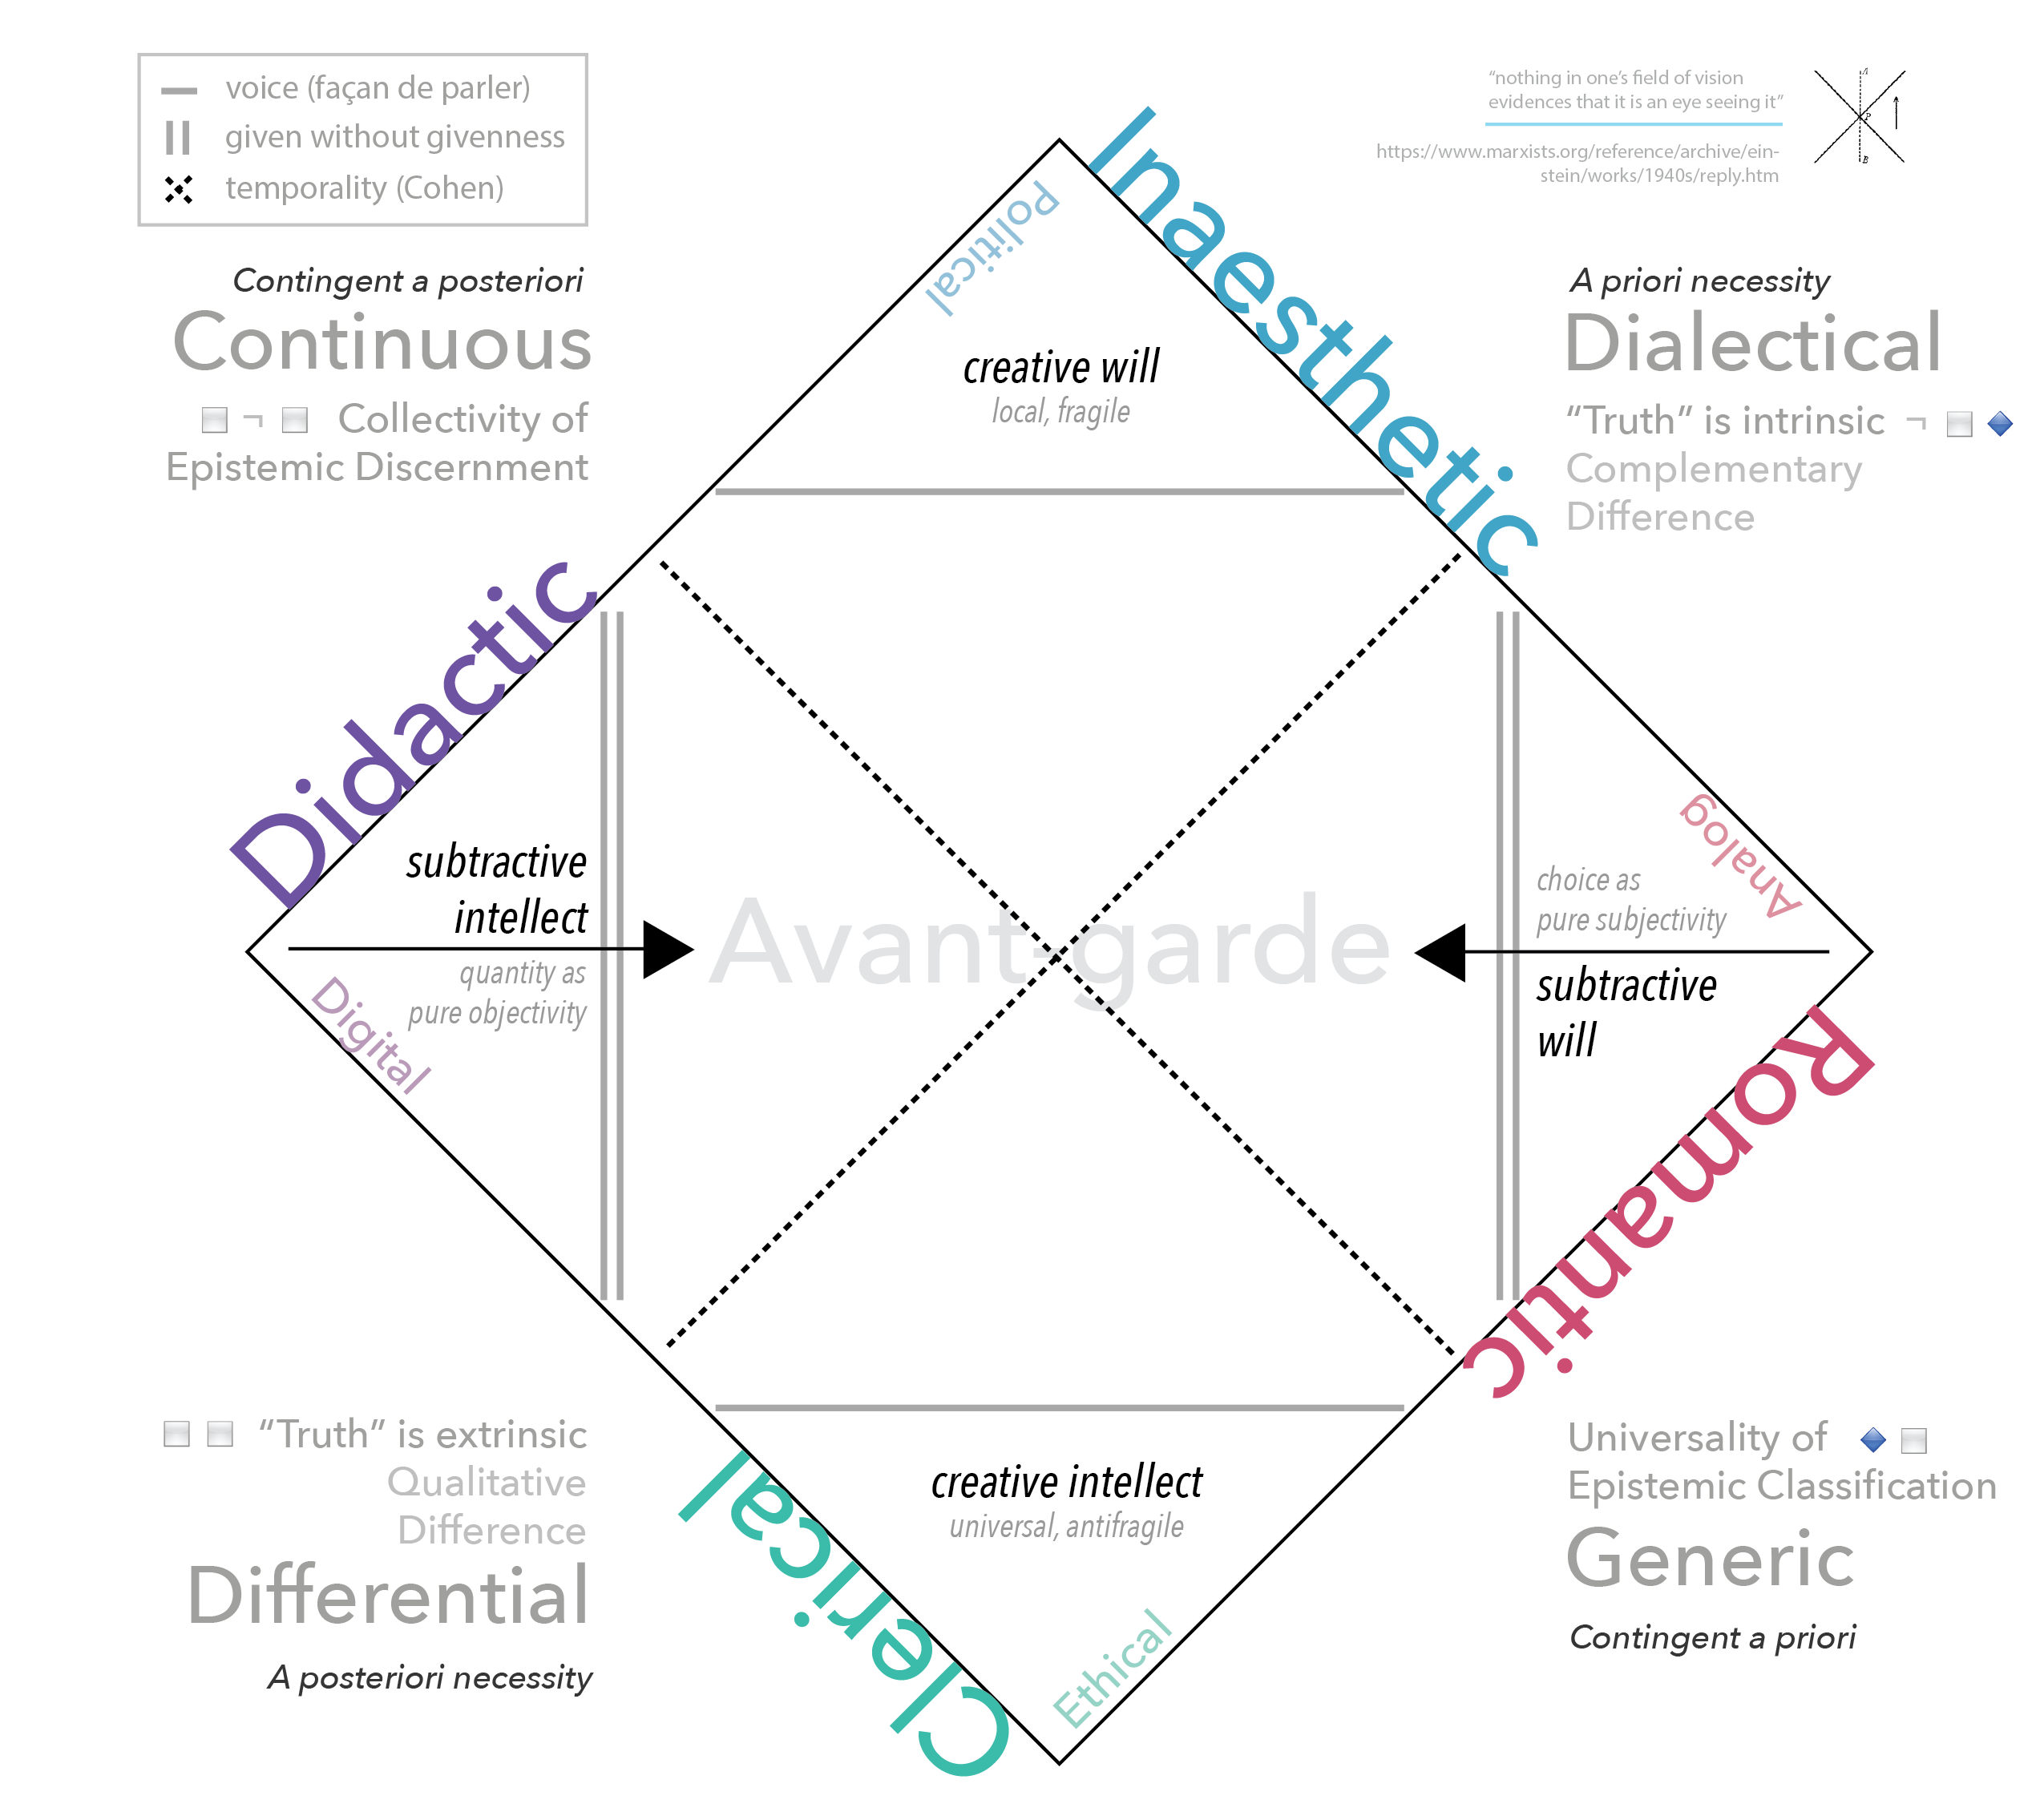 voice (façan de parler)
given without givenness
temporality (Cohen)
“nothing in one’s field of vision
evidences that it is an eye seeing it”
https://www.marxists.org/reference/archive/ein-
stein/works/1940s/reply.htm
A
P
B
Contingent a posteriori
Continuous
¬ Collectivity of
Epistemic Discernment
A priori necessity
Dialectical
“Truth” is intrinsic ¬
Complementary
Difference
Political
Inaesthetic
creative will
local, fragile
Didactic
subtractive
intellect
quantity as
pure objectivity
Digital
Avant-garde
Analog
choice as
pure subjectivity
subtractive
will
Romantic
creative intellect
universal, antifragile
Clerical
Ethical
“Truth” is extrinsic
Qualitative
Difference
Differential
A posteriori necessity
Universality of
Epistemic Classification
Generic
Contingent a priori